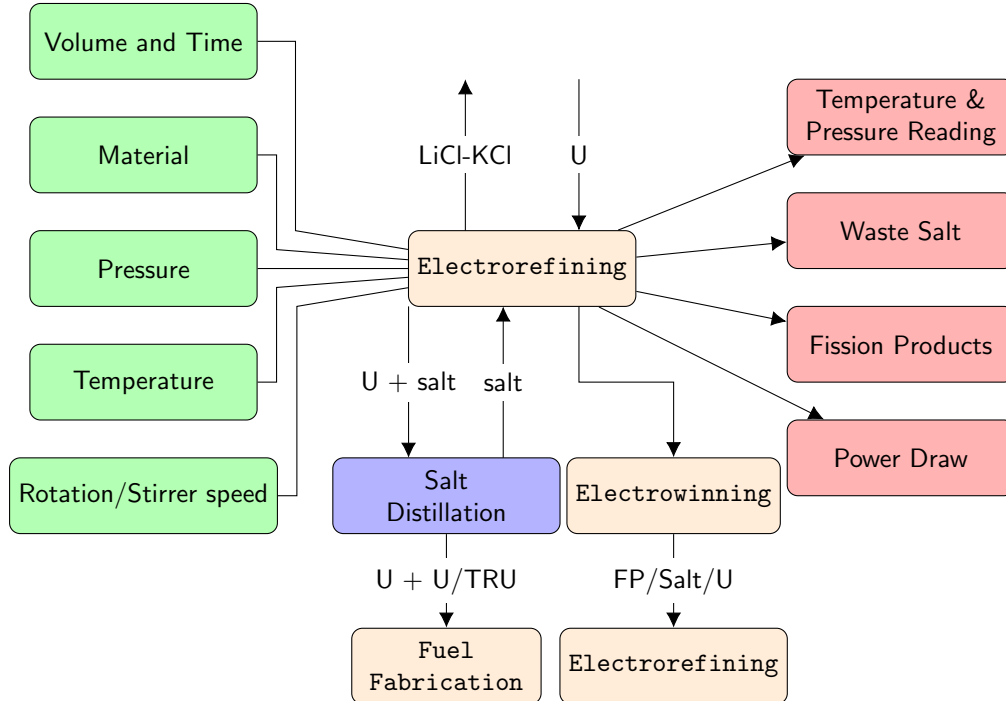 Volume and Time
Material
Pressure
Temperature
Rotation/Stirrer speed
LiCl-KCl
U
Electrorefining
U + salt
salt
Salt
Distillation
Electrowinning
U + U/TRU
FP/Salt/U
Fuel
Fabrication
Electrorefining
Temperature &
Pressure Reading
Waste Salt
Fission Products
Power Draw